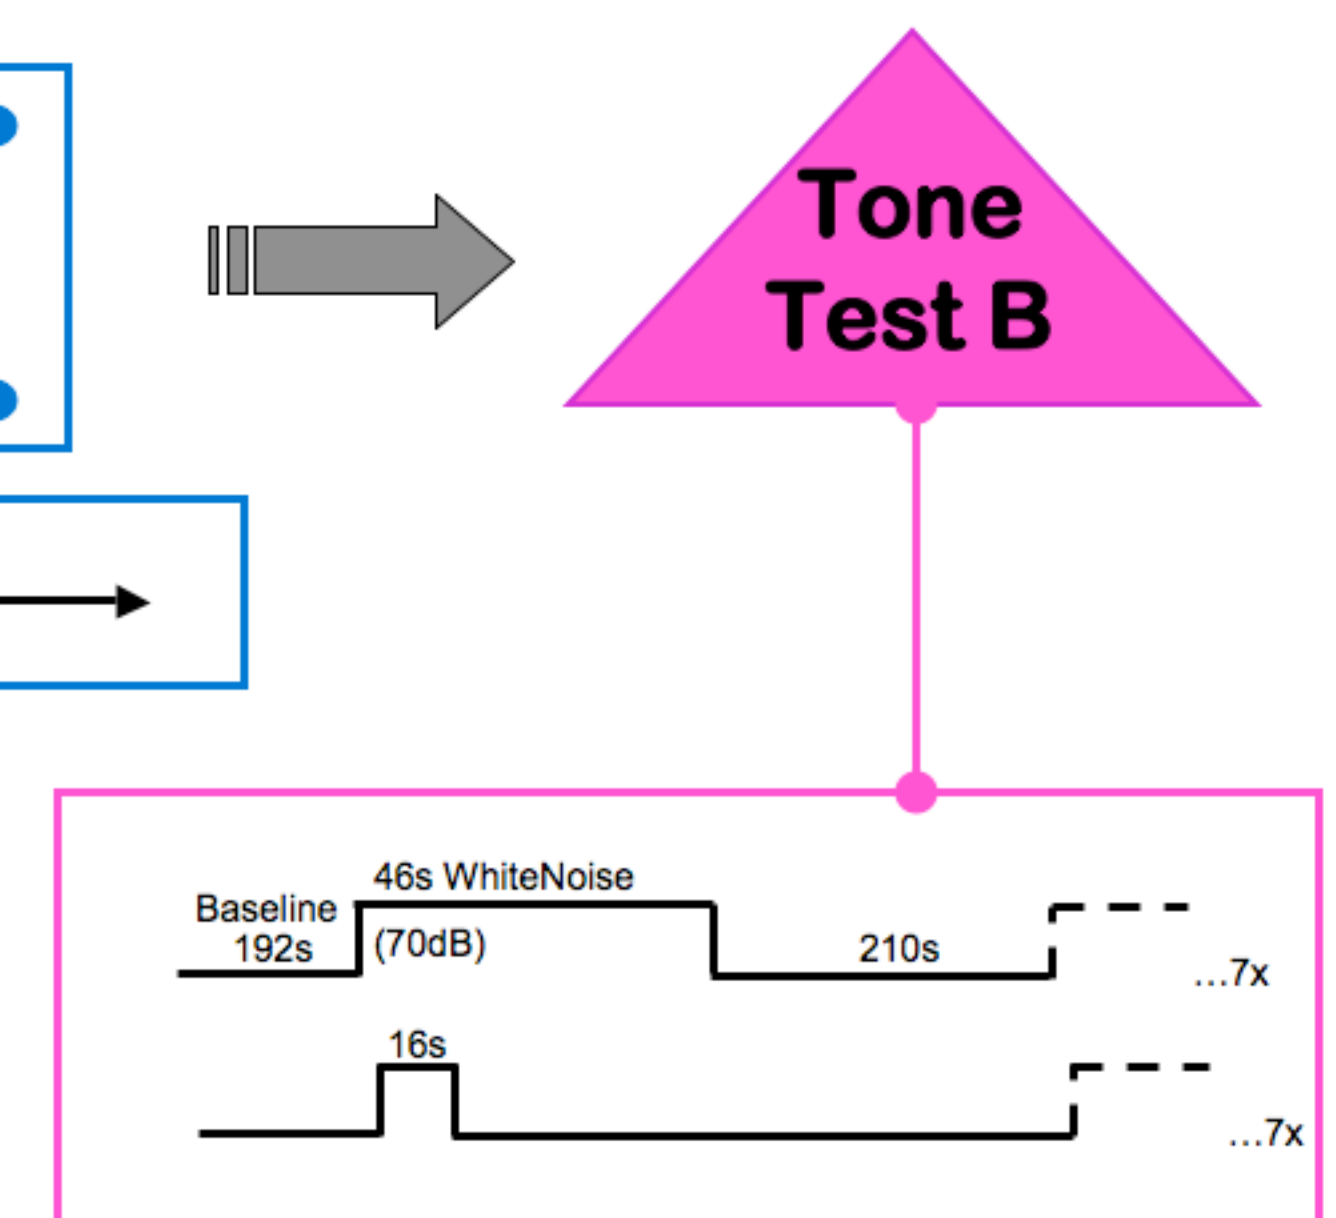 Tone
Test B
46s WhiteNoise
Baseline
192s
(70dB)
210s
...7x
16s
...7x